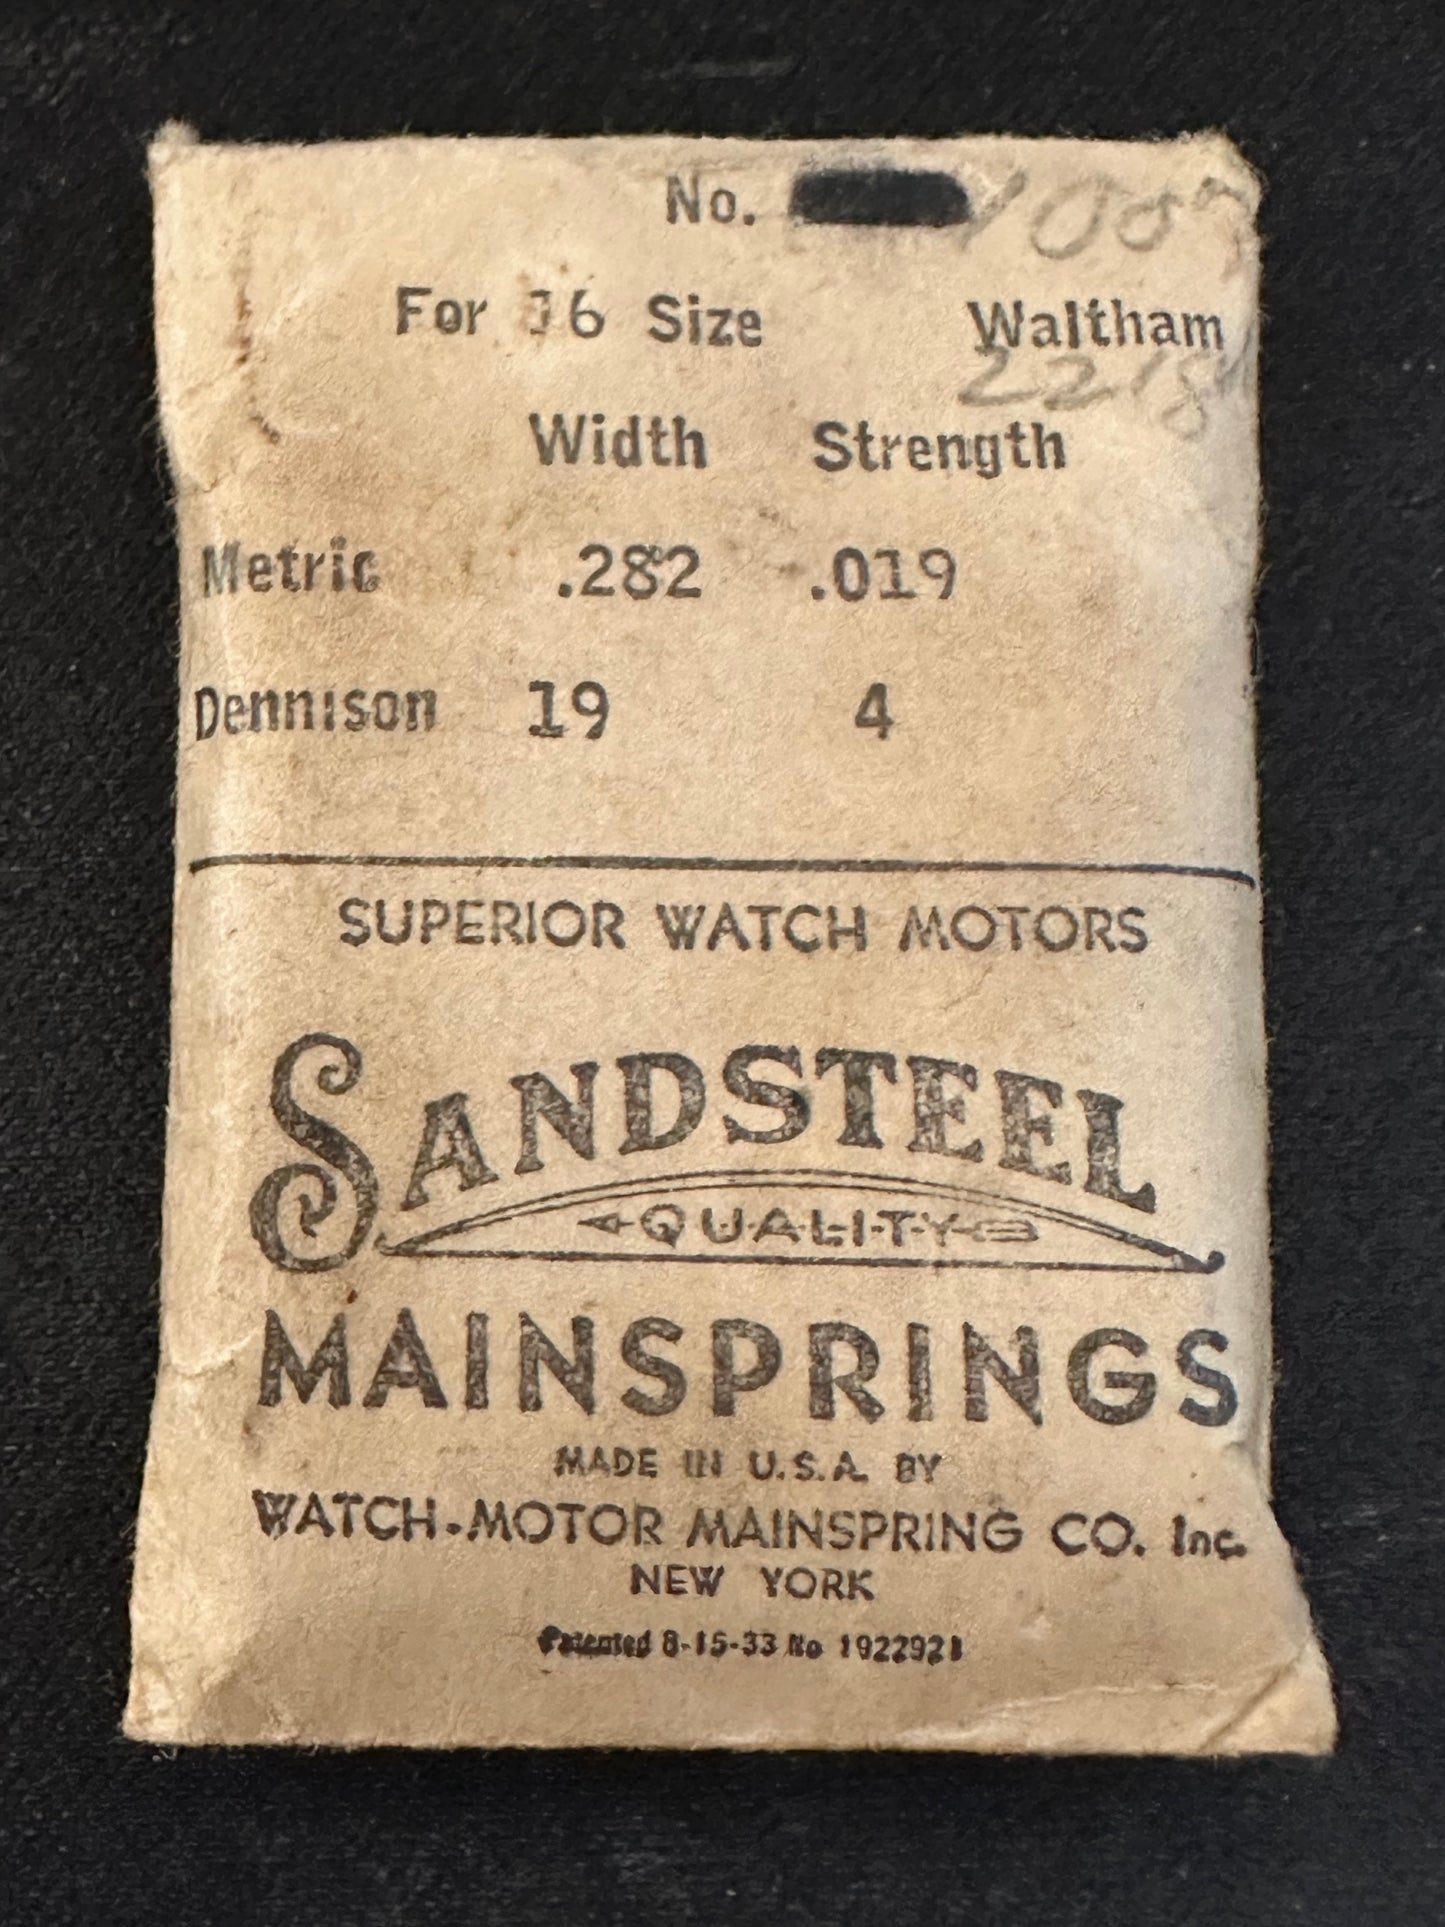 No.
For 16 Size Waltham
2218
Width Strength
Metric .282 .019
Dennison 19 4
SUPERIOR WATCH MOTORS
SANDSTEEL
QUALITY
MAINSPRINGS
MADE IN U.S.A. BY
WATCH-MOTOR MAINSPRING CO. Inc.
NEW YORK
Patented 8-15-33 No 1922921